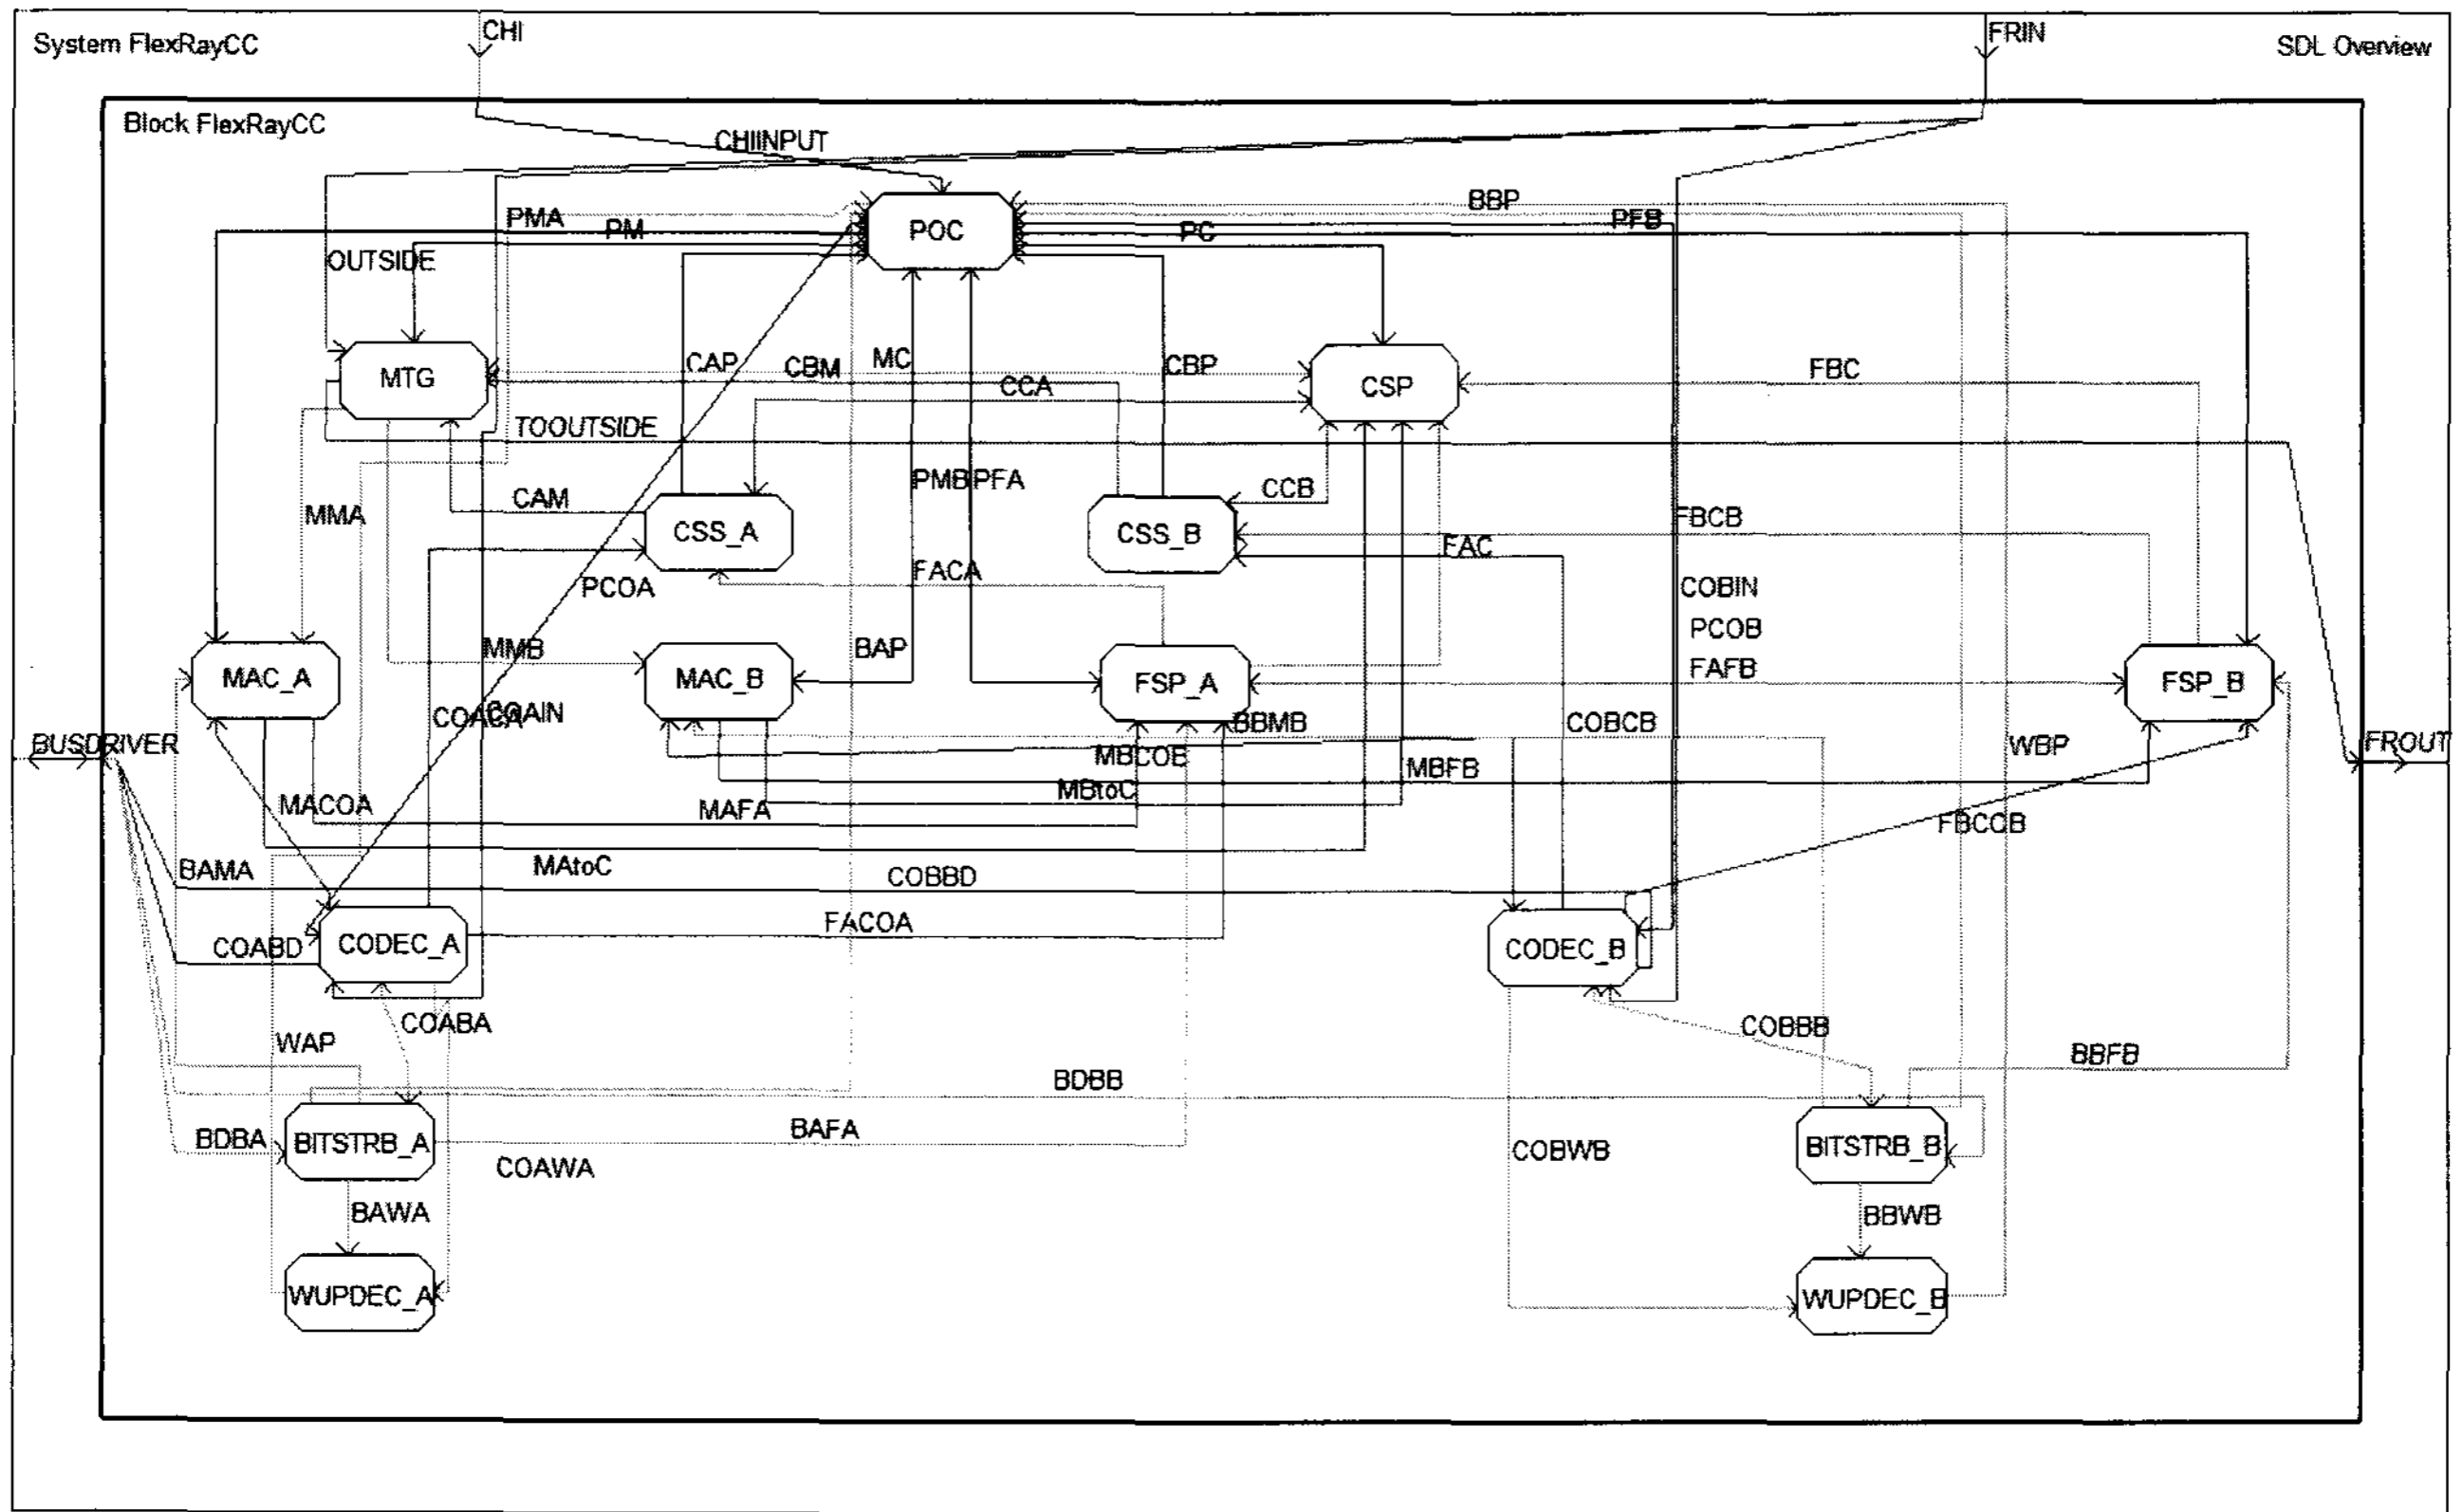 CHI
FRIN
System FlexRayCC
SDL Overview
Block FlexRayCC
CHIINPUT
BBP
PMA
PM
POC
PC
PFB
OUTSIDE
MTG
CAP
CBM
MC
CCA
CBP
CSP
FBC
TOOUTSIDE
PMB
PFA
CCB
CAM
MMA
CSS_A
CSS_B
FBCB
FAC
FACA
PCOA
COBIN
PCOB
MMB
BAP
FAFB
MAC_A
MAC_B
FSP_A
FSP_B
COACA
COAIN
BBMB
COBCB
BUSDRIVER
MBCOB
MBFB
WBP
FROUT
MACOA
MAFA
MBtoC
FBCOB
BAMA
MAtoC
COBBD
COABD
CODEC_A
FACOA
CODEC_B
COABA
COBBB
WAP
BBFB
BDBB
BDBA
BITSTRB_A
BAFA
COAWA
COBWB
BITSTRB_B
BAWA
BBWB
WUPDEC_A
WUPDEC_B